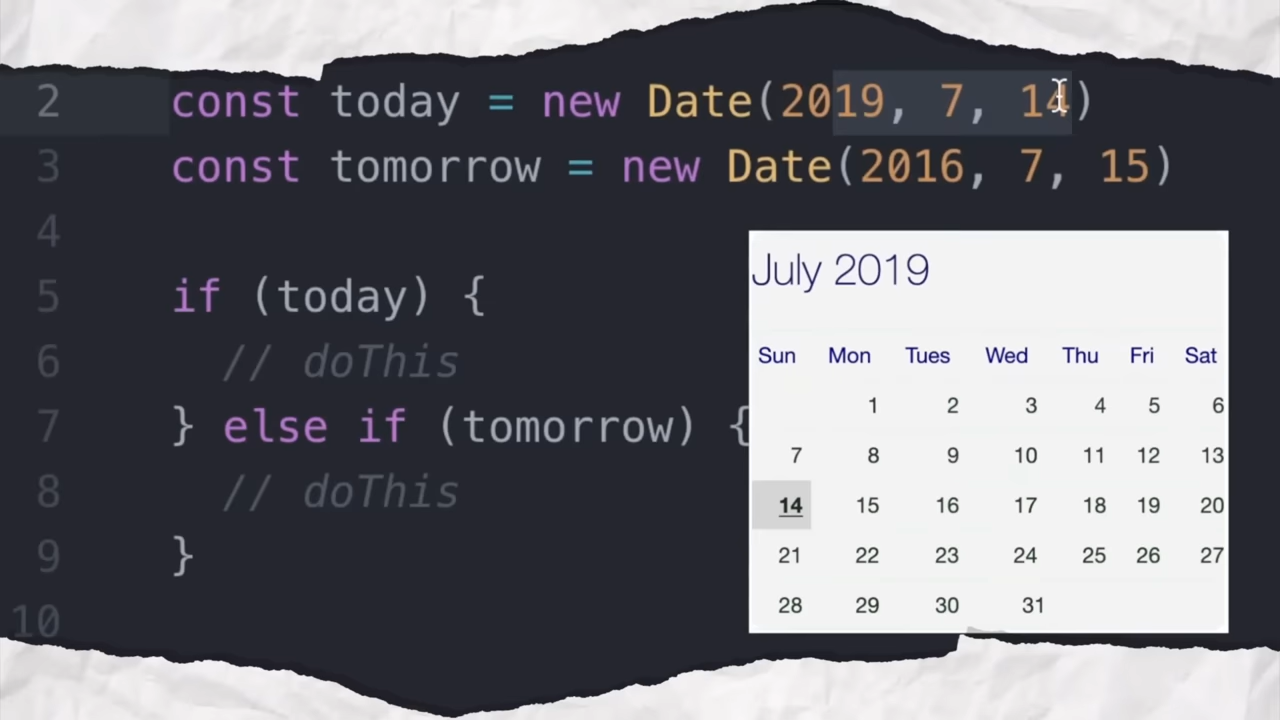 2 const today = new Date(2019, 7, 14)
3 const tomorrow = new Date(2016, 7, 15)
4
5 if (today) {
6 // doThis
7 } else if (tomorrow) {
8 // doThis
9 }
10
July 2019
Sun Mon Tues Wed Thu Fri Sat
1 2 3 4 5 6
7 8 9 10 11 12 13
14 15 16 17 18 19 20
21 22 23 24 25 26 27
28 29 30 31